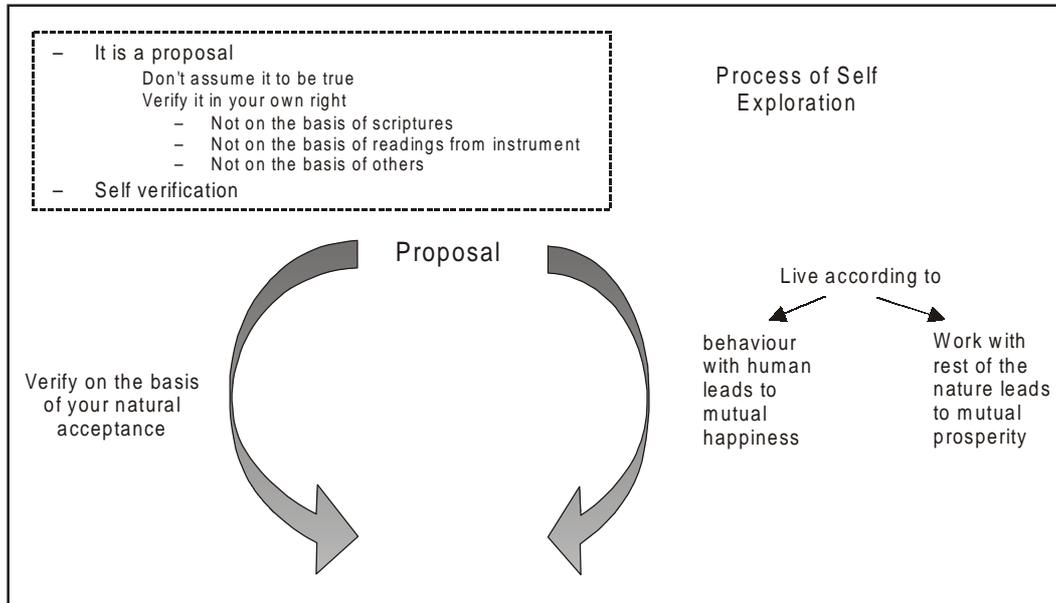 – It is a proposal
Don't assume it to be true
Verify it in your own right
– Not on the basis of scriptures
– Not on the basis of readings from instrument
– Not on the basis of others
– Self verification
Process of Self
Exploration
Proposal
Verify on the basis
of your natural
acceptance
Live according to
behaviour
with human
leads to
mutual
happiness
Work with
rest of the
nature leads
to mutual
prosperity